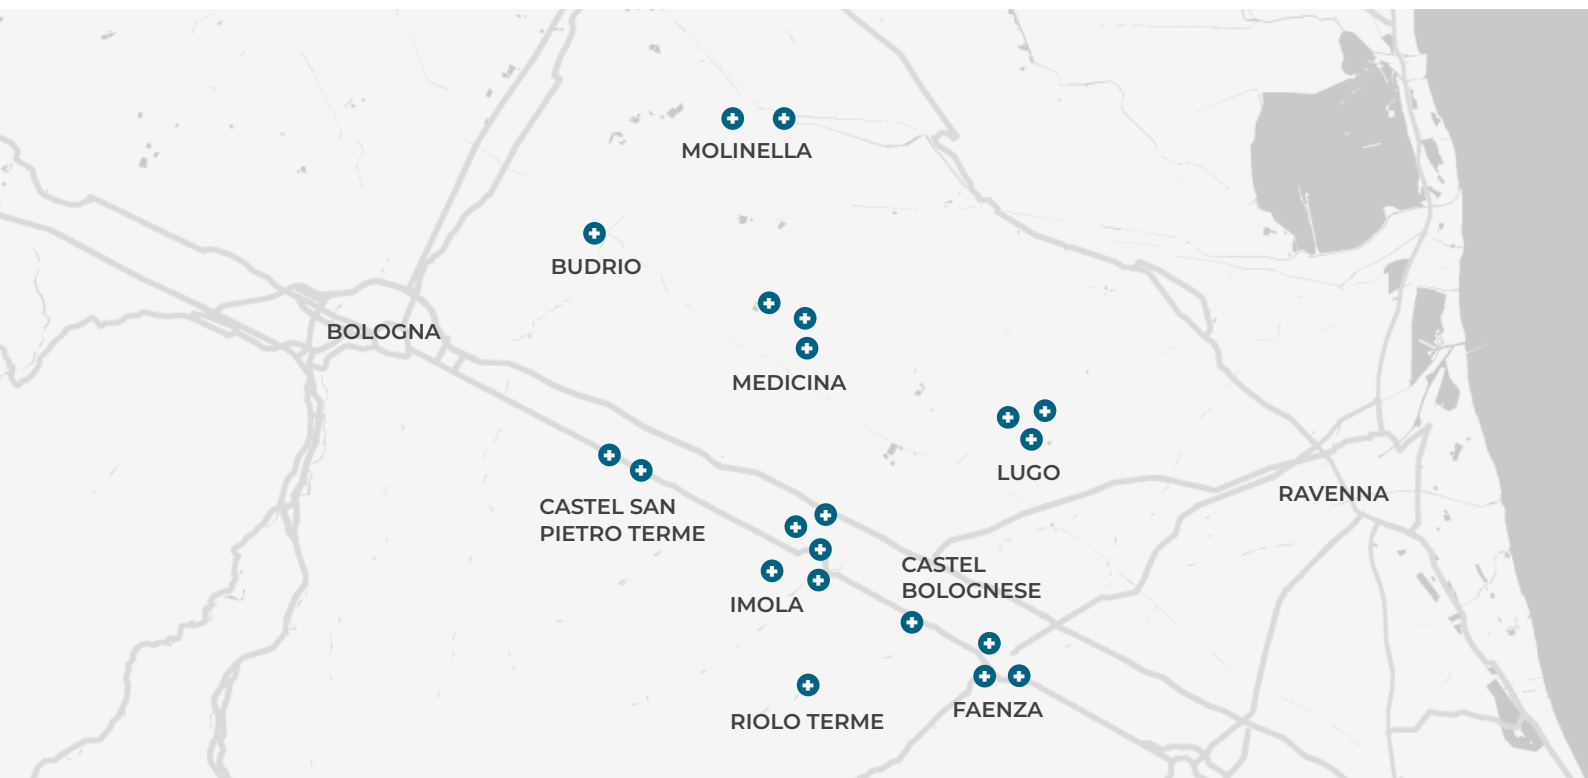 MOLINELLA
BUDRIO
BOLOGNA
MEDICINA
LUGO
RAVENNA
CASTEL SAN
PIETRO TERME
CASTEL
BOLOGNESE
IMOLA
FAENZA
RIOLO TERME